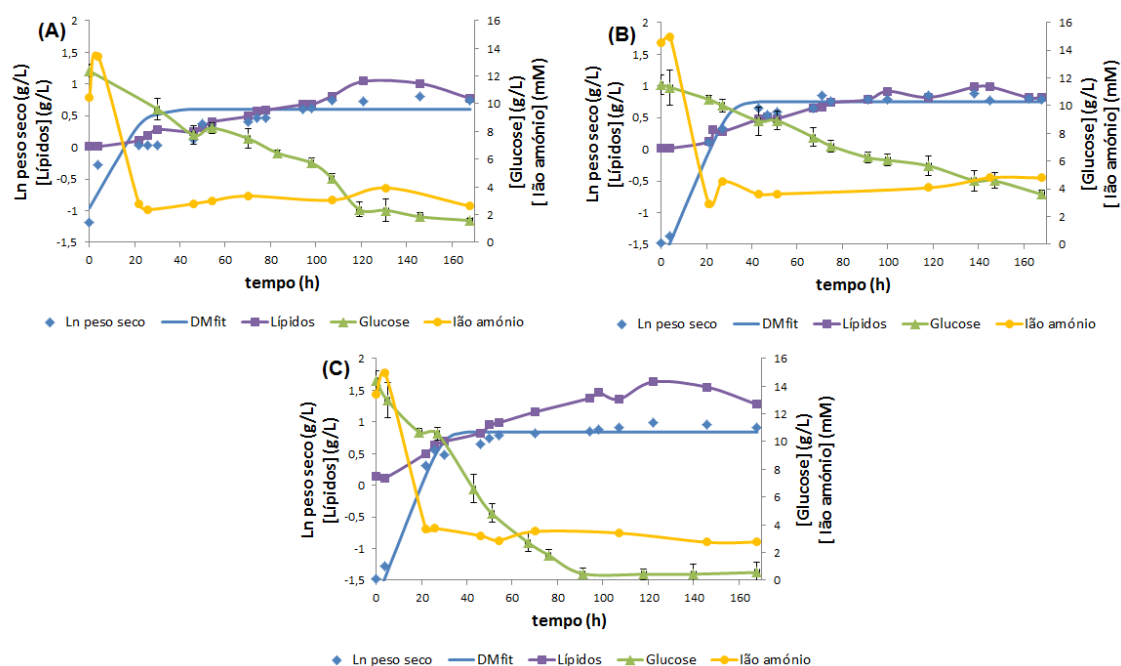 (A)
Ln peso seco (g/L)
[Lípidos] (g/L)
2
1,5
1
0,5
0
-0,5
-1
-1,5
16
14
12
10
8
6
4
2
0
[Glucose] (g/L)
[ Ião amónio] (mM)
0 20 40 60 80 100 120 140 160
tempo (h)
Ln peso seco DMfit Lípidos Glucose Ião amónio
(B)
Ln peso seco (g/L)
[Lípidos] (g/L)
2
1,5
1
0,5
0
-0,5
-1
-1,5
16
14
12
10
8
6
4
2
0
[Glucose] (g/L)
[ Ião amónio] (mM)
0 20 40 60 80 100 120 140 160
tempo (h)
Ln peso seco DMfit Lípidos Glucose Ião amónio
(C)
Ln peso seco (g/L)
[Lípidos] (g/L)
2
1,5
1
0,5
0
-0,5
-1
-1,5
16
14
12
10
8
6
4
2
0
[Glucose] (g/L)
[ Ião amónio] (mM)
0 20 40 60 80 100 120 140 160
tempo (h)
Ln peso seco DMfit Lípidos Glucose Ião amónio